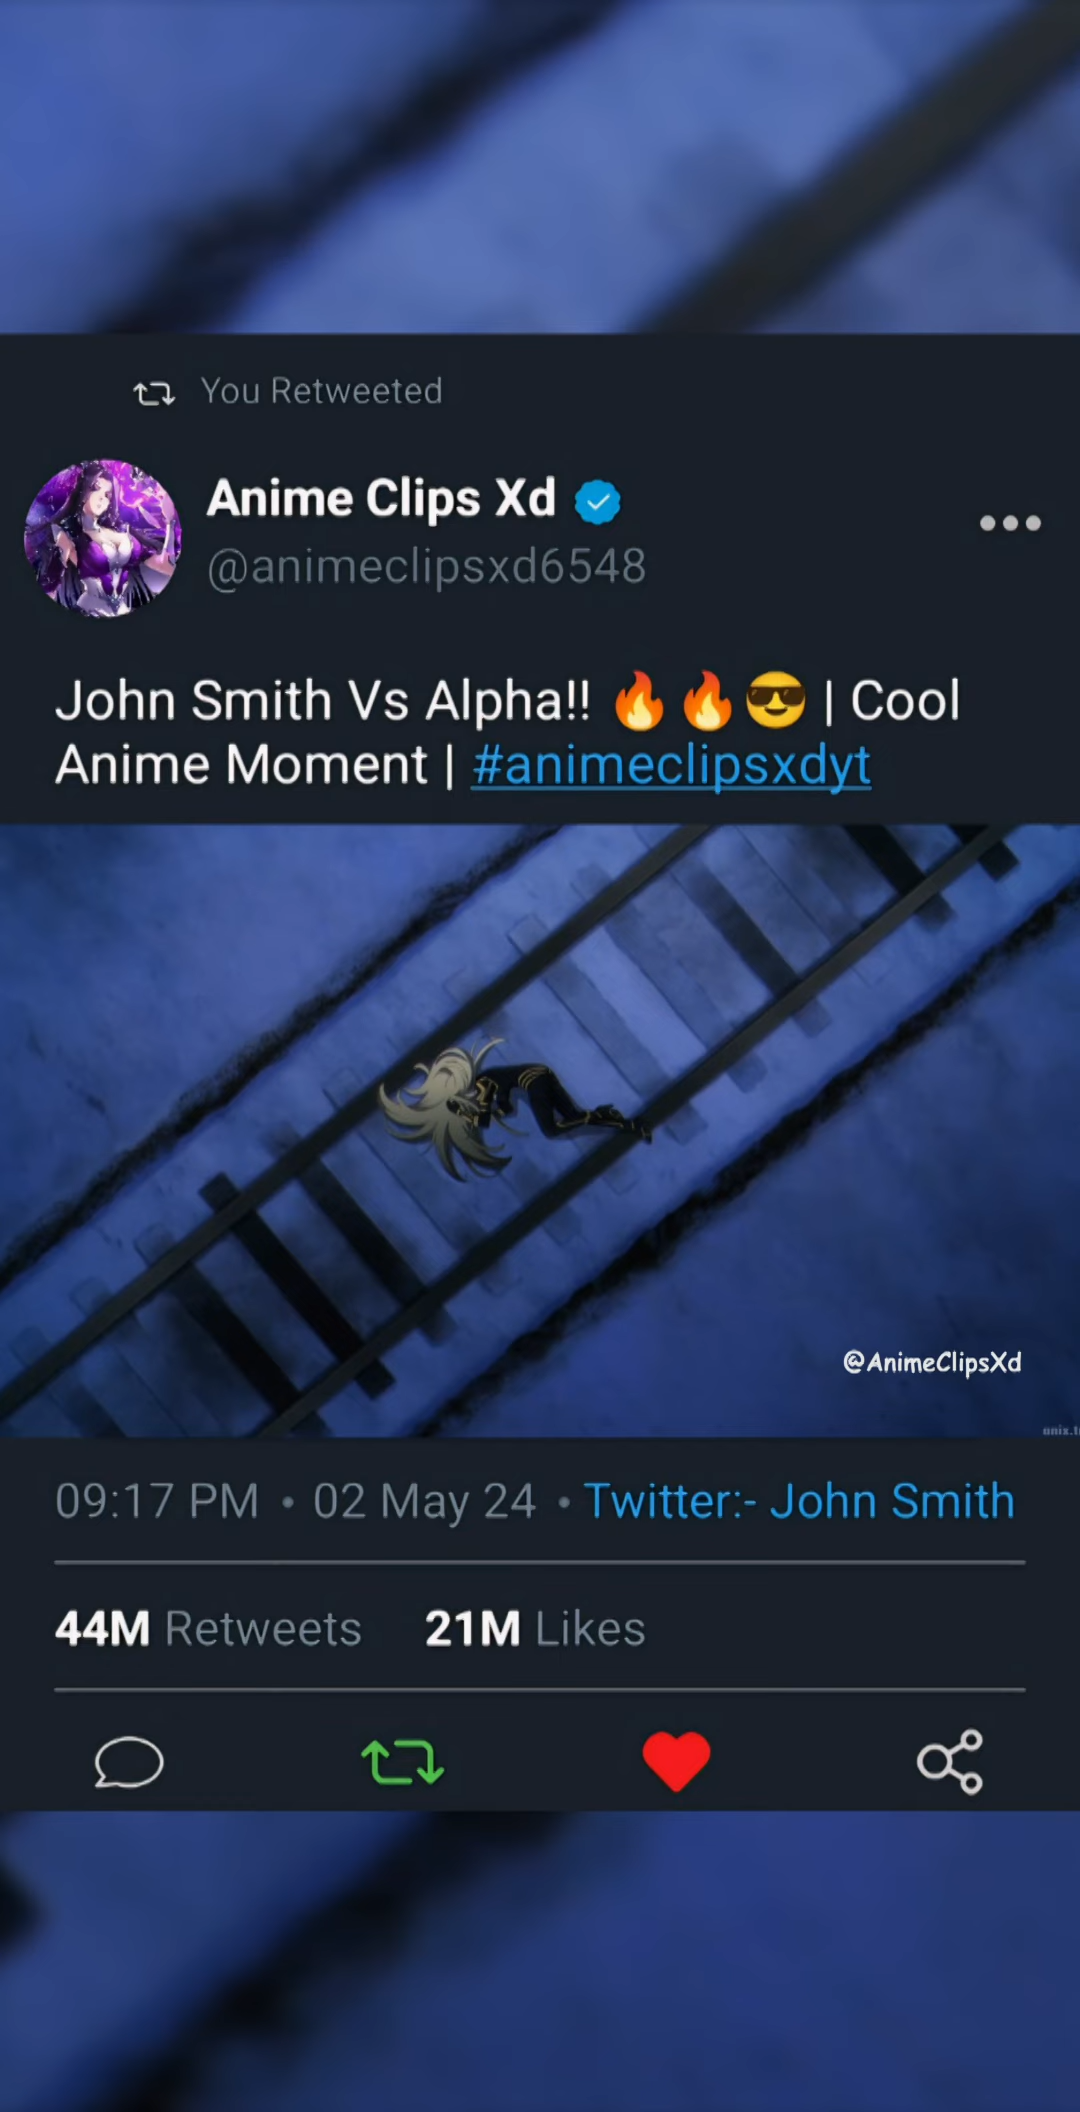 You Retweeted
Anime Clips Xd
@animeclipsxd6548
John Smith Vs Alpha!! 🔥🔥😎 | Cool
Anime Moment | #animeclipsxdyt
@AnimeClipsXd
09:17 PM • 02 May 24 • Twitter:- John Smith
44M Retweets 21M Likes